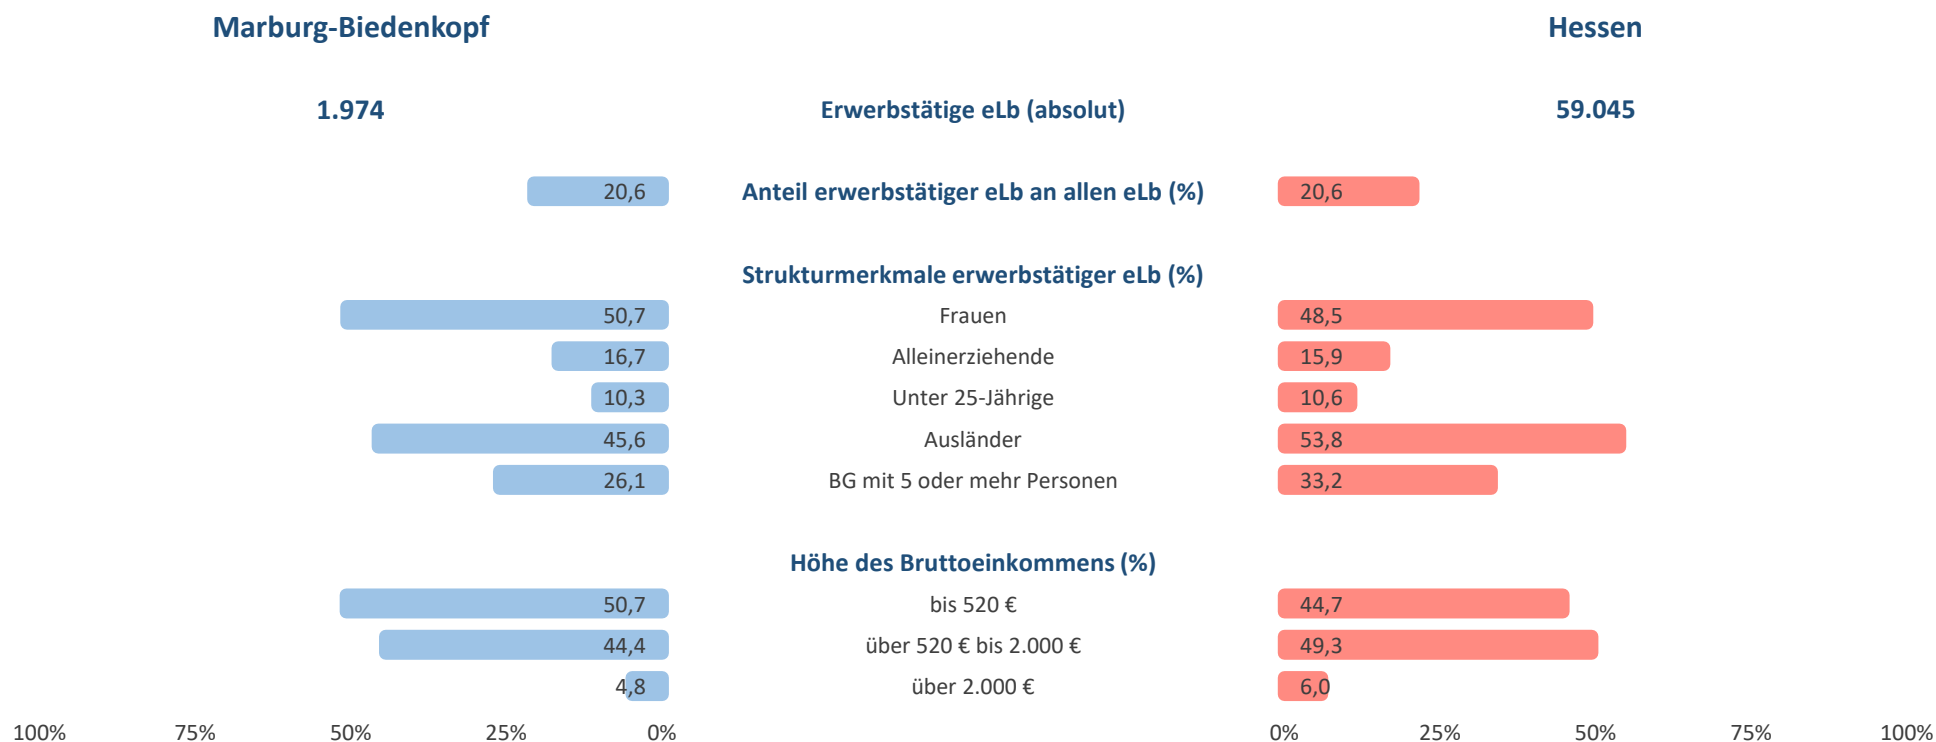 Marburg-Biedenkopf Hessen
1.974 Erwerbstätige eLb (absolut) 59.045
20,6 Anteil erwerbstätiger eLb an allen eLb (%) 20,6
Strukturmerkmale erwerbstätiger eLb (%)
50,7 Frauen 48,5
16,7 Alleinerziehende 15,9
10,3 Unter 25-Jährige 10,6
45,6 Ausländer 53,8
26,1 BG mit 5 oder mehr Personen 33,2
Höhe des Bruttoeinkommens (%)
50,7 bis 520 € 44,7
44,4 über 520 € bis 2.000 € 49,3
4,8 über 2.000 € 6,0
100% 75% 50% 25% 0% 0% 25% 50% 75% 100%